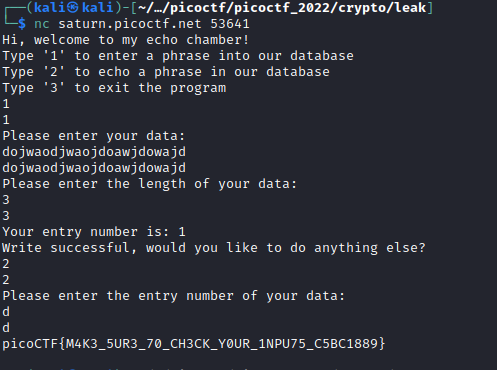 ┌──(kali㉿kali)-[~/…/picoctf/picoctf_2022/crypto/leak]
└─$ nc saturn.picoctf.net 53641
Hi, welcome to my echo chamber!
Type '1' to enter a phrase into our database
Type '2' to echo a phrase in our database
Type '3' to exit the program
1
1
Please enter your data:
dojwaodjwaojdoawjdowajd
dojwaodjwaojdoawjdowajd
Please enter the length of your data:
3
3
Your entry number is: 1
Write successful, would you like to do anything else?
2
2
Please enter the entry number of your data:
d
d
picoCTF{M4K3_5UR3_70_CH3CK_Y0UR_1NPU75_C5BC1889}